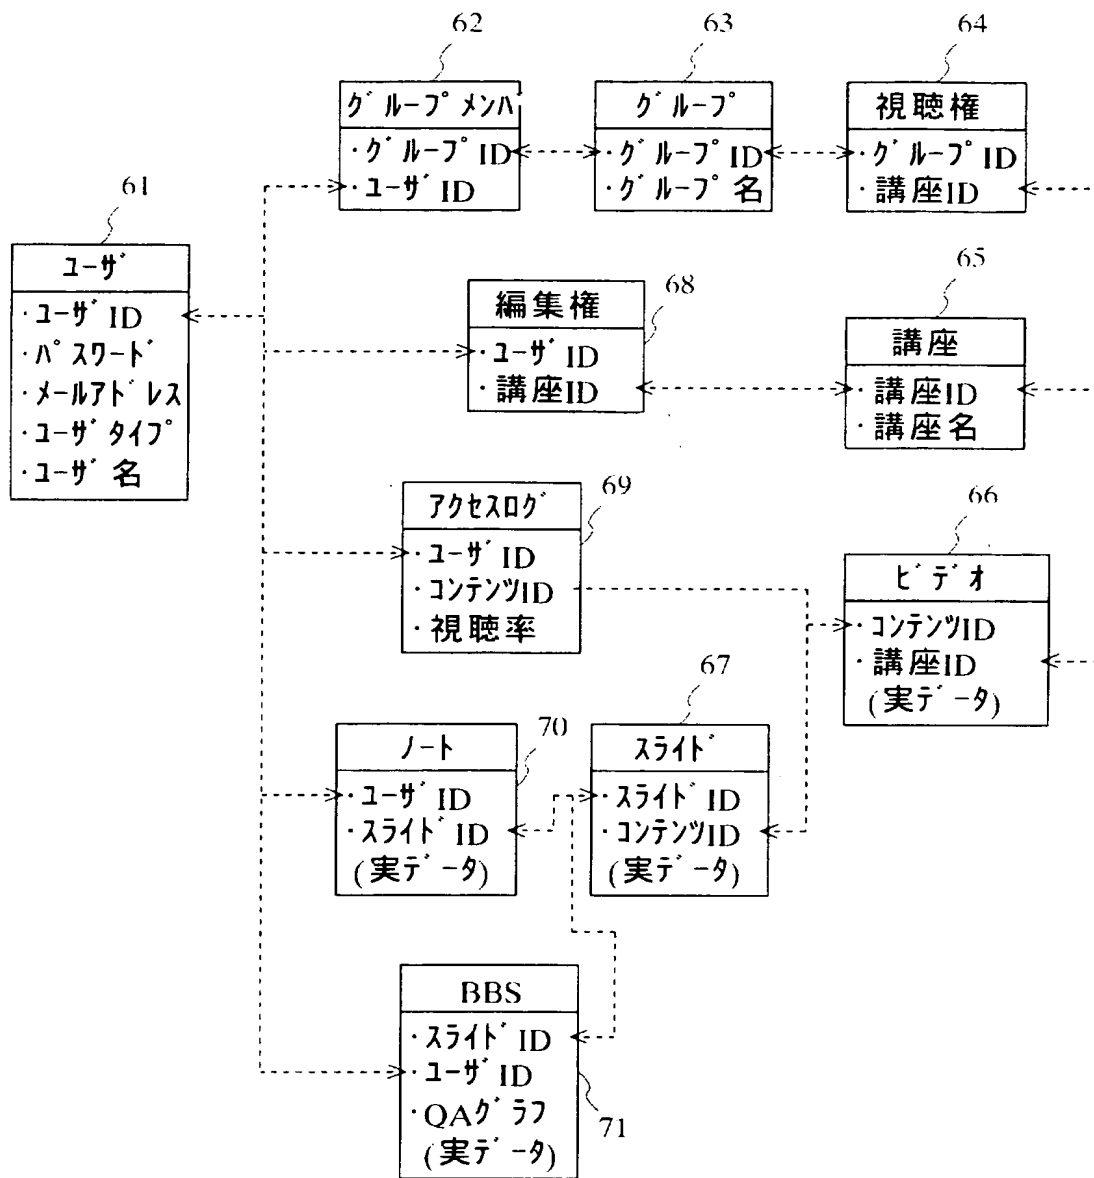 62
グループメンバ
・グループID
・ユーザID
63
グループ
・グループID
・グループ名
64
視聴権
・グループID
・講座ID
61
ユーザ
・ユーザID
・パスワード
・メールアドレス
・ユーザタイプ
・ユーザ名
68
編集権
・ユーザID
・講座ID
65
講座
・講座ID
・講座名
69
アクセスログ
・ユーザID
・コンテンツID
・視聴率
66
ビデオ
・コンテンツID
・講座ID
(実データ)
70
ノート
・ユーザID
・スライドID
(実データ)
67
スライド
・スライドID
・コンテンツID
(実データ)
BBS
・スライドID
・ユーザID
・QAグラフ
(実データ)
71